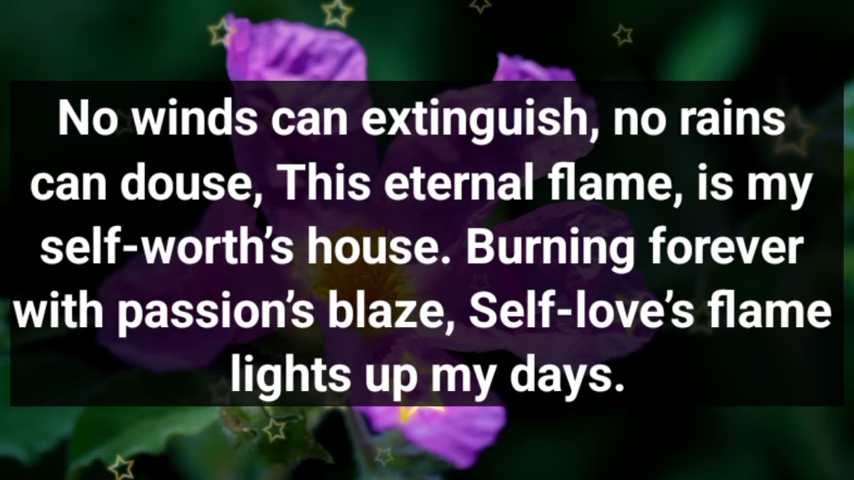 No winds can extinguish, no rains
can douse, This eternal flame, is my
self-worth’s house. Burning forever
with passion’s blaze, Self-love’s flame
lights up my days.